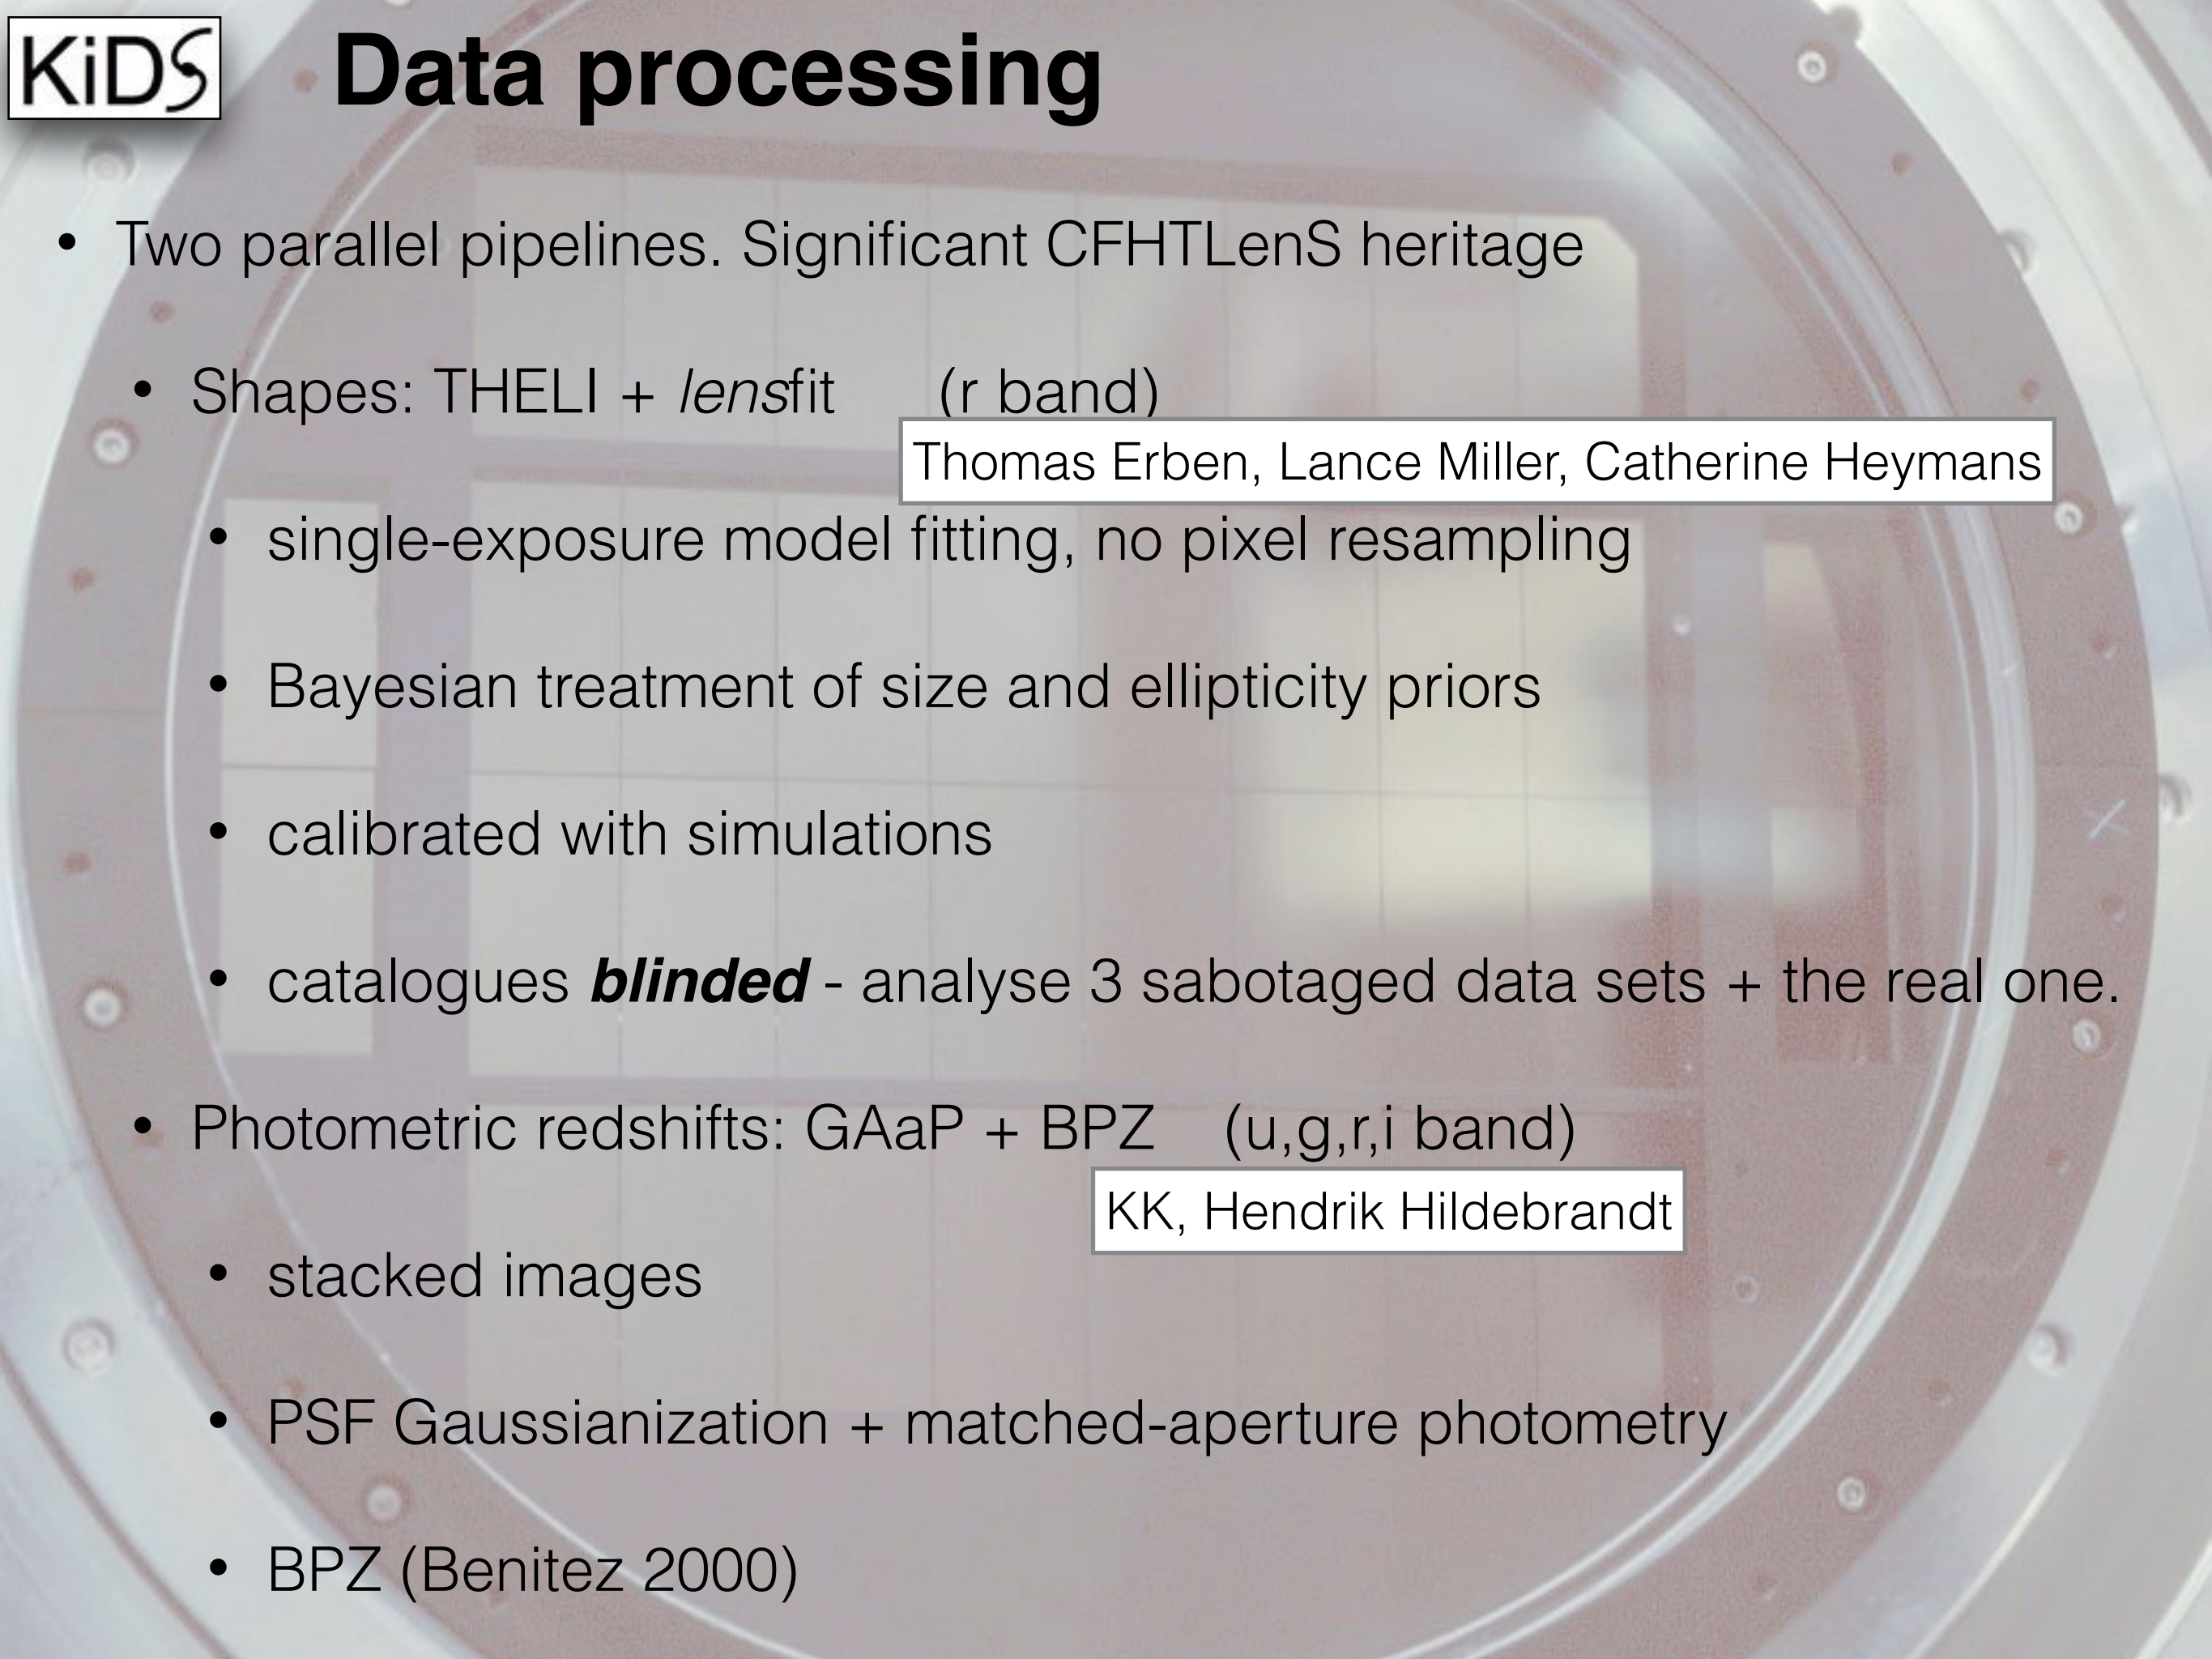 KiDS
Data processing
• Two parallel pipelines. Significant CFHTLenS heritage
• Shapes: THELI + lensfit (r band)
Thomas Erben, Lance Miller, Catherine Heymans
• single-exposure model fitting, no pixel resampling
• Bayesian treatment of size and ellipticity priors
• calibrated with simulations
• catalogues blinded - analyse 3 sabotaged data sets + the real one.
• Photometric redshifts: GAaP + BPZ (u,g,r,i band)
KK, Hendrik Hildebrandt
• stacked images
• PSF Gaussianization + matched-aperture photometry
• BPZ (Benitez 2000)